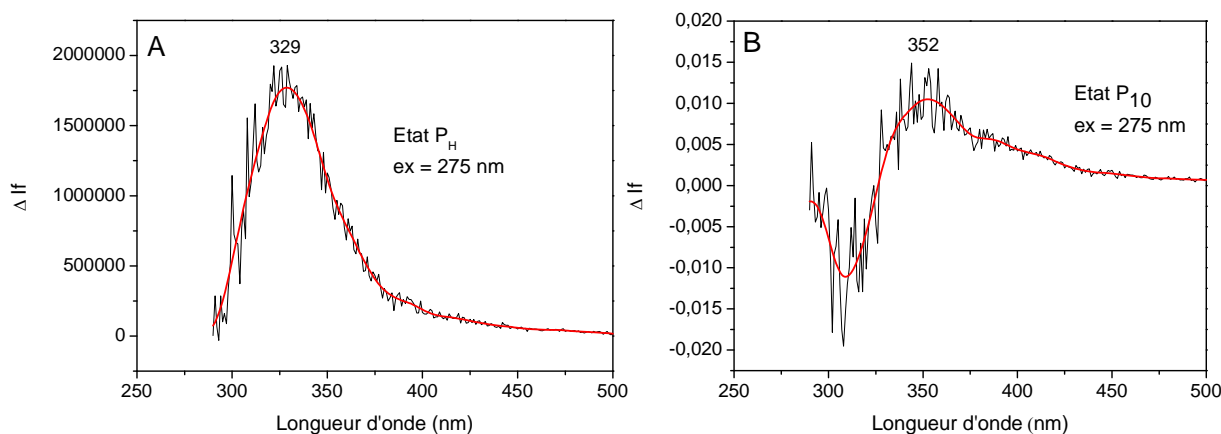 A
329
Etat P_H
ex = 275 nm
2000000
1500000
1000000
500000
0
250 300 350 400 450 500
Δ If
Longueur d'onde (nm)
B
352
Etat P_10
ex = 275 nm
0,020
0,015
0,010
0,005
0,000
-0,005
-0,010
-0,015
-0,020
250 300 350 400 450 500
Δ If
Longueur d'onde (nm)